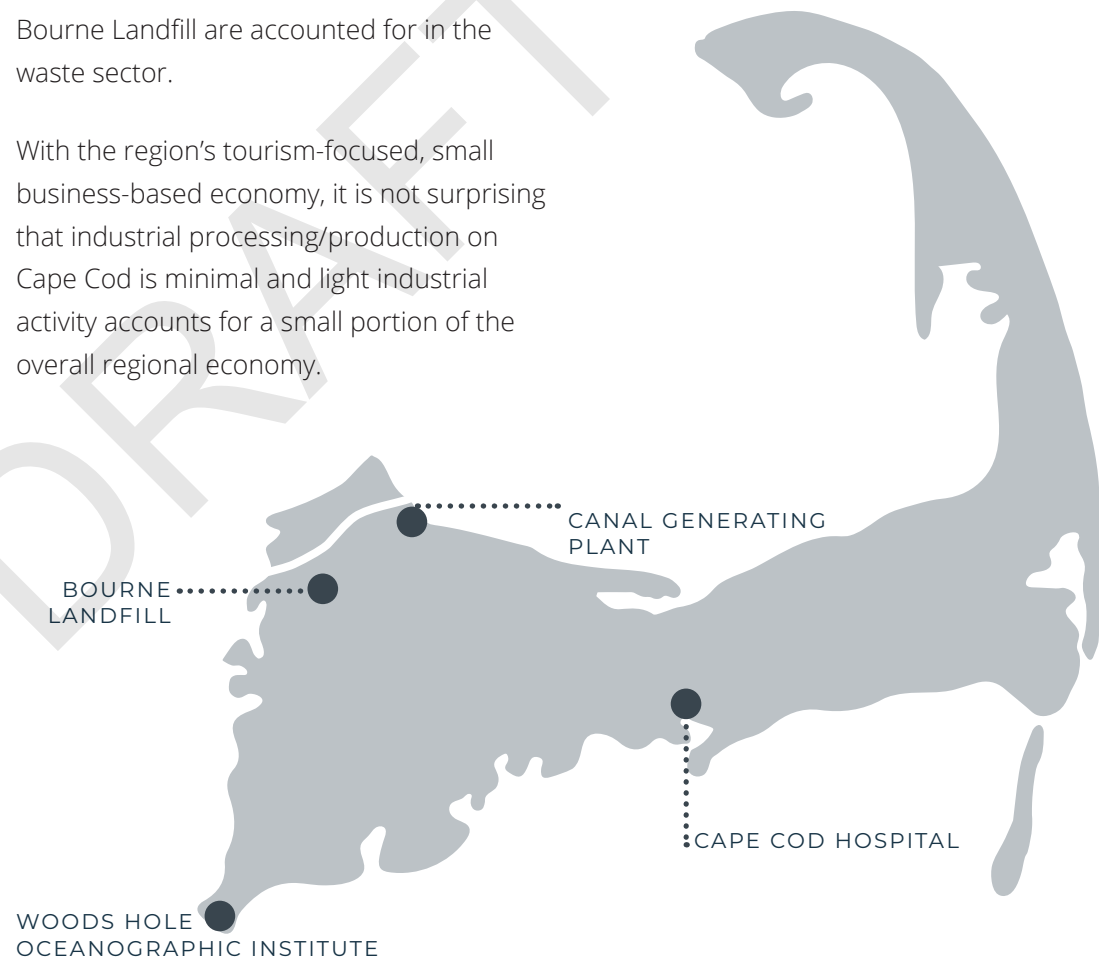 Bourne Landfill are accounted for in the
waste sector.
With the region’s tourism-focused, small
business-based economy, it is not surprising
that industrial processing/production on
Cape Cod is minimal and light industrial
activity accounts for a small portion of the
overall regional economy.
DRAFT
CANAL GENERATING
PLANT
BOURNE
LANDFILL
CAPE COD HOSPITAL
WOODS HOLE
OCEANOGRAPHIC INSTITUTE